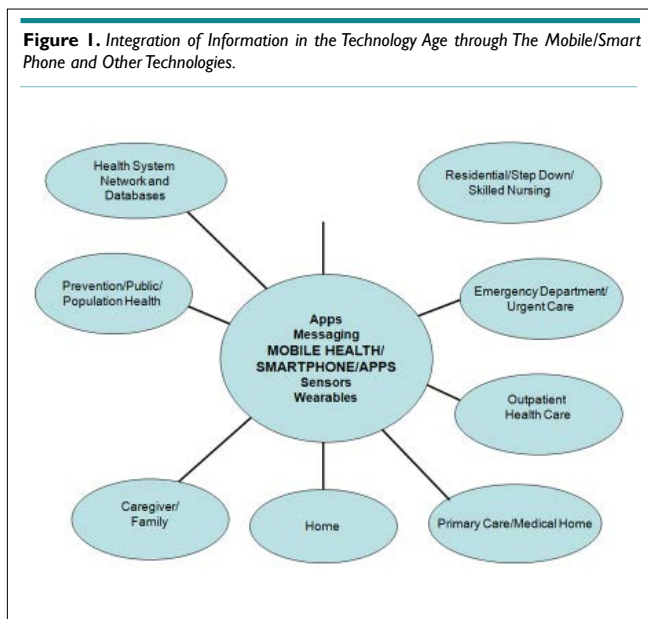 Figure 1. Integration of Information in the Technology Age through The Mobile/Smart
Phone and Other Technologies.
Health System
Network and
Databases
Residential/Step Down/
Skilled Nursing
Prevention/Public/
Population Health
Emergency Department/
Urgent Care
Apps
Messaging
MOBILE HEALTH/
SMARTPHONE/APPS
Sensors
Wearables
Outpatient
Health Care
Caregiver/
Family
Home
Primary Care/Medical Home